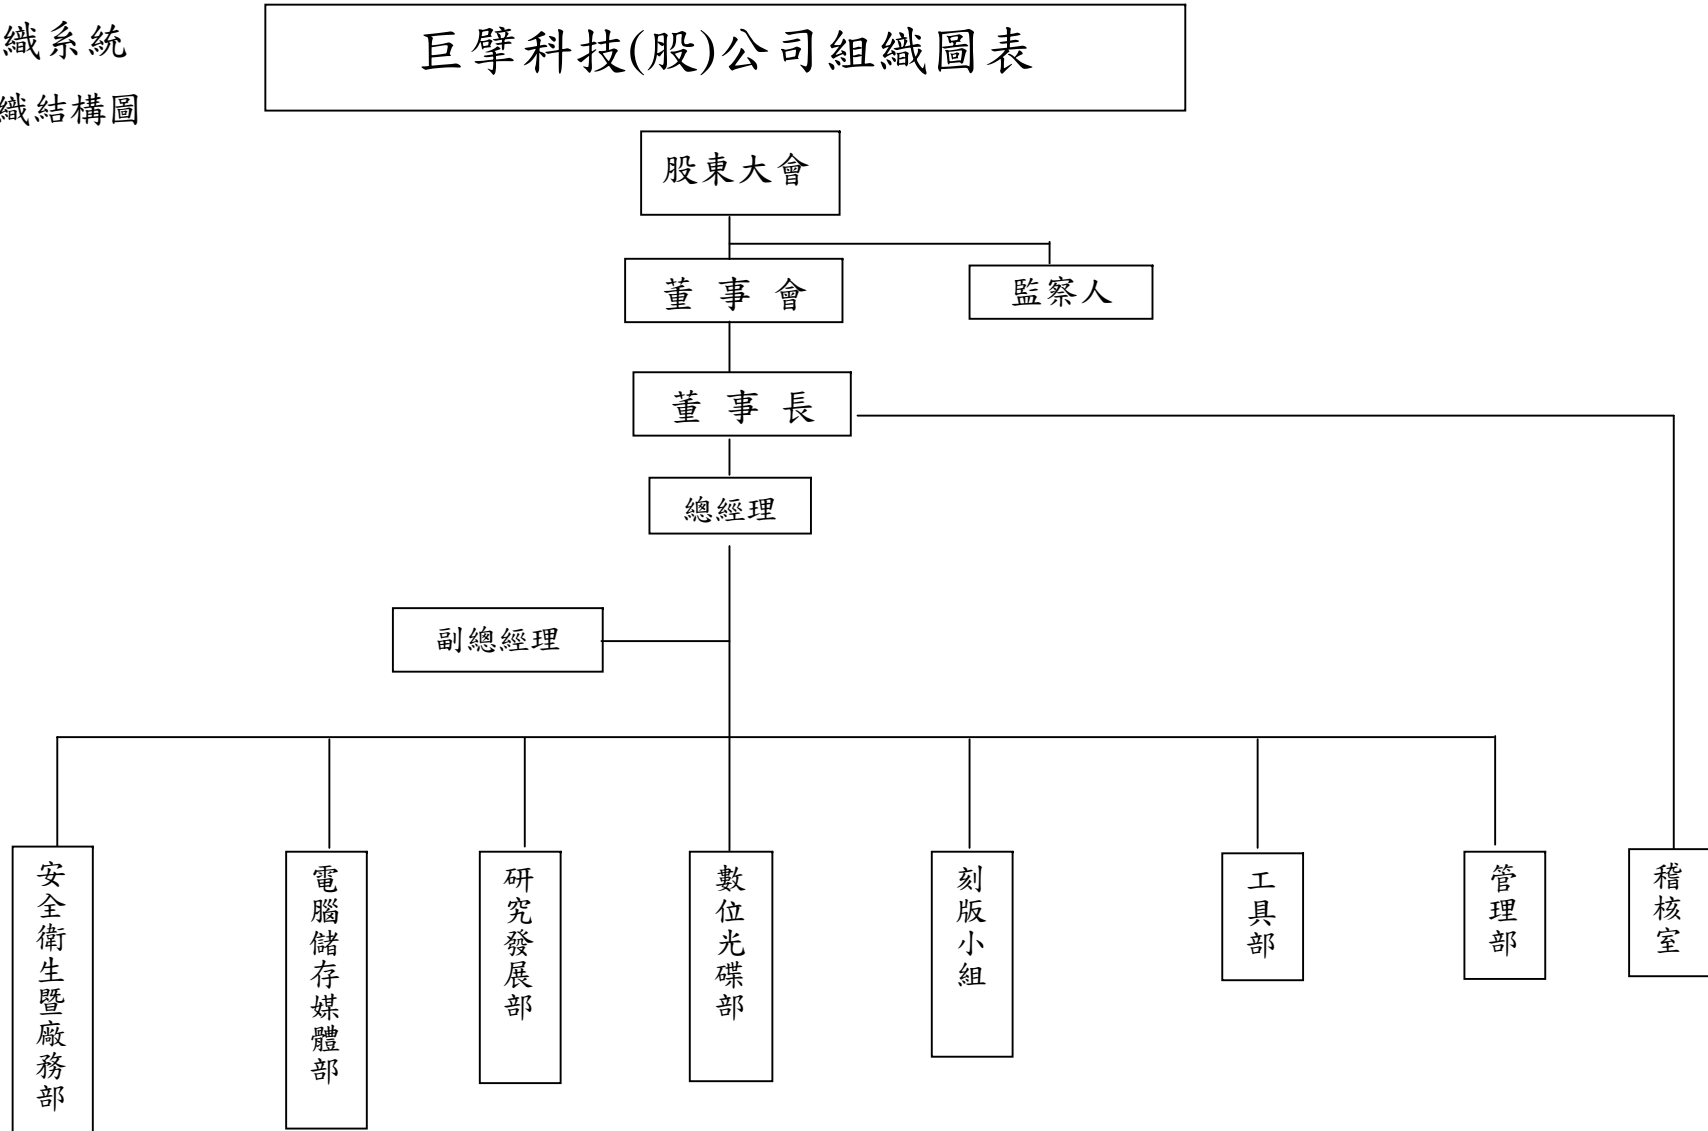 織系統
織結構圖
巨擘科技(股)公司組織圖表
股東大會
董 事 會
監察人
董 事 長
總經理
副總經理
安全衛生暨廠務部
電腦儲存媒體部
研究發展部
數位光碟部
刻版小組
工具部
管理部
稽核室